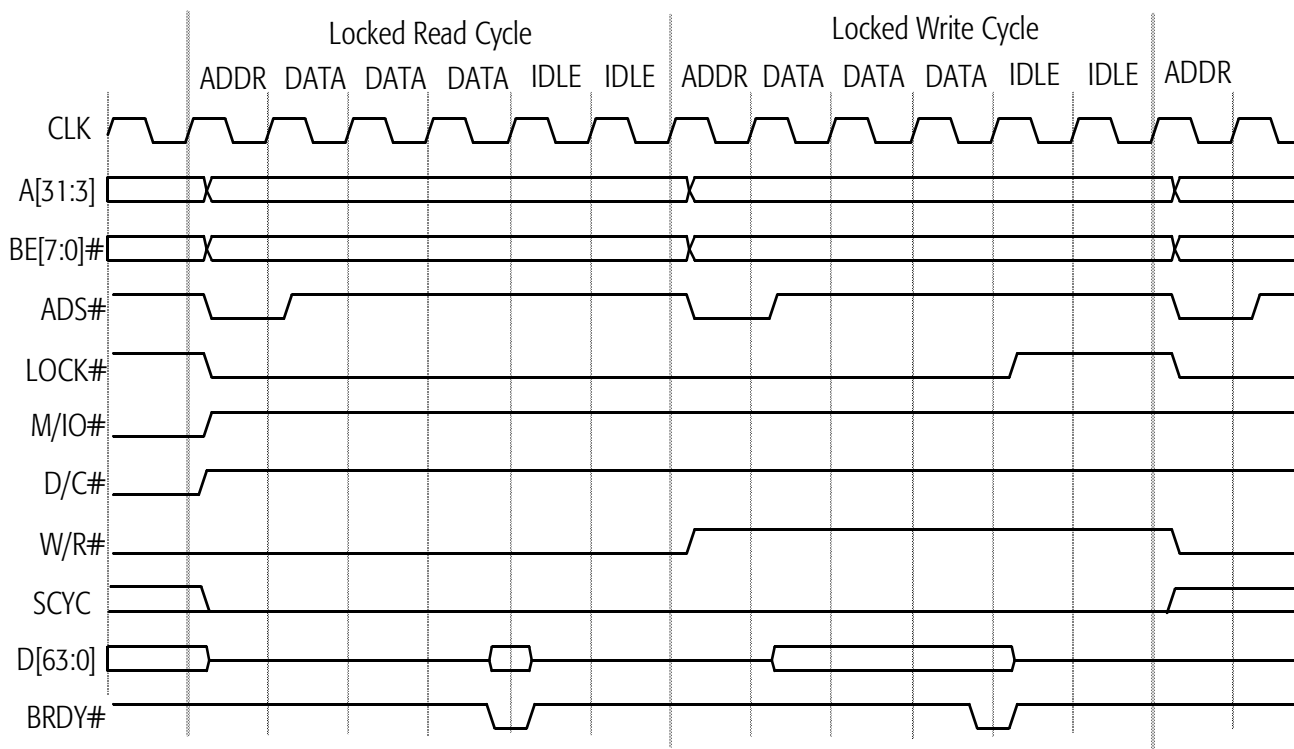 Locked Read Cycle Locked Write Cycle
ADDR DATA DATA DATA IDLE IDLE ADDR DATA DATA DATA IDLE IDLE ADDR
CLK
A[31:3]
BE[7:0]#
ADS#
LOCK#
M/IO#
D/C#
W/R#
SCYC
D[63:0]
BRDY#